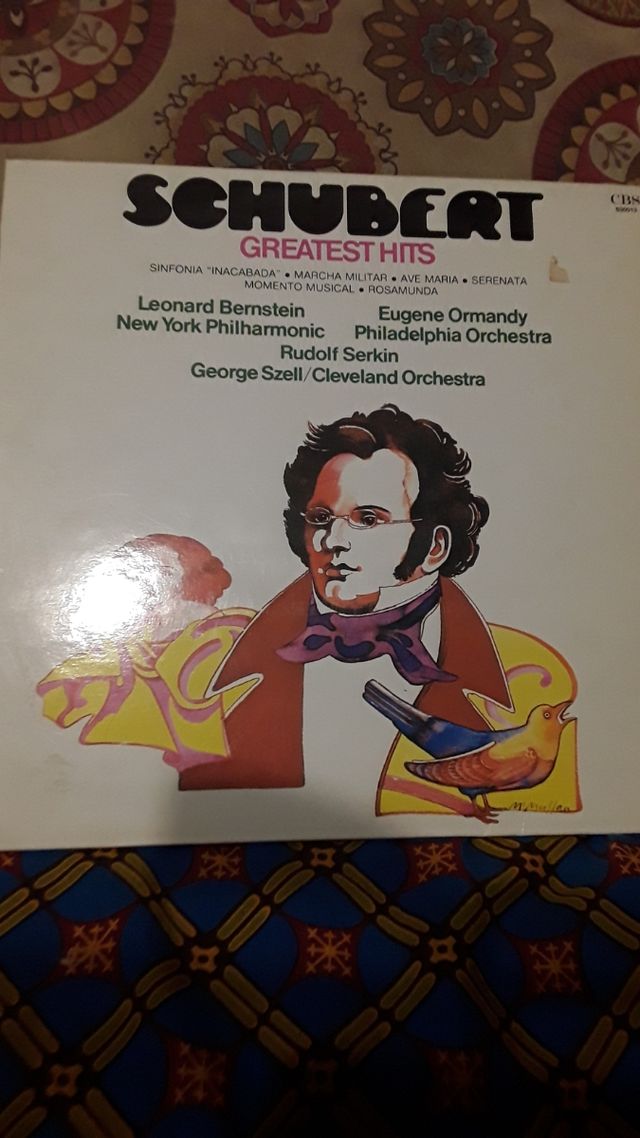 SCHUBERT
CBS
GREATEST HITS
SINFONIA "INACABADA" • MARCHA MILITAR • AVE MARIA • SERENATA
MOMENTO MUSICAL • ROSAMUNDA
Leonard Bernstein
New York Philharmonic
Eugene Ormandy
Philadelphia Orchestra
Rudolf Serkin
George Szell/Cleveland Orchestra